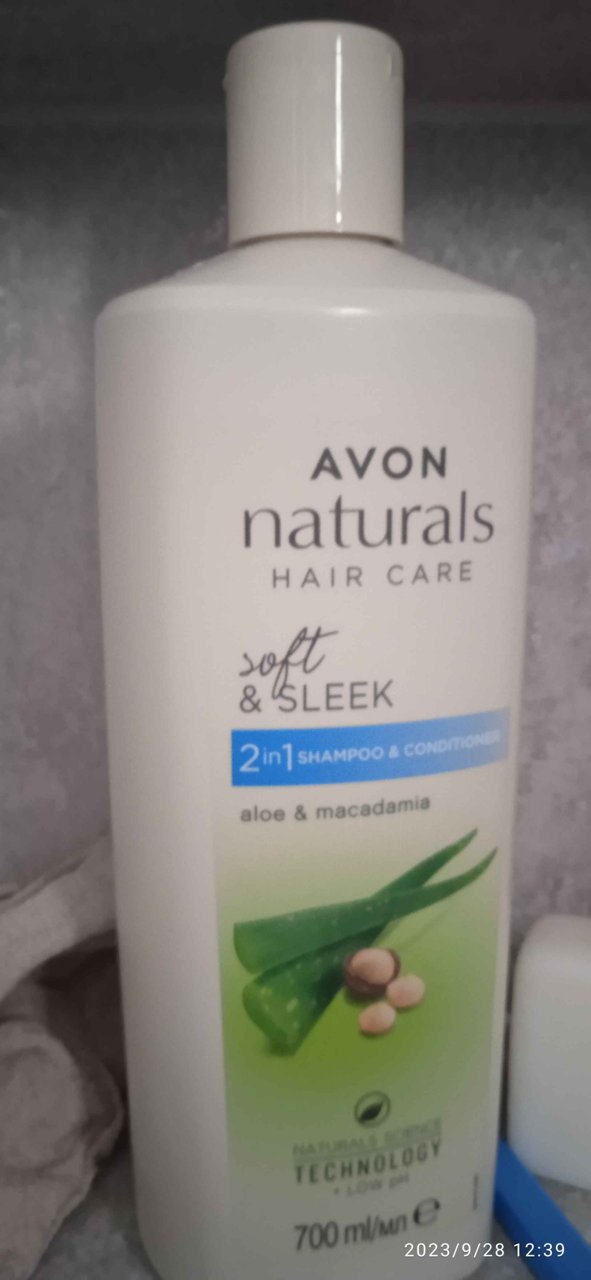 AVON
naturals
HAIR CARE
soft
& SLEEK
2in1 SHAMPOO & CONDITIONER
aloe & macadamia
NATURALS SCIENCE
TECHNOLOGY
+ LOW pH
700 ml/мл e
2023/9/28 12:39